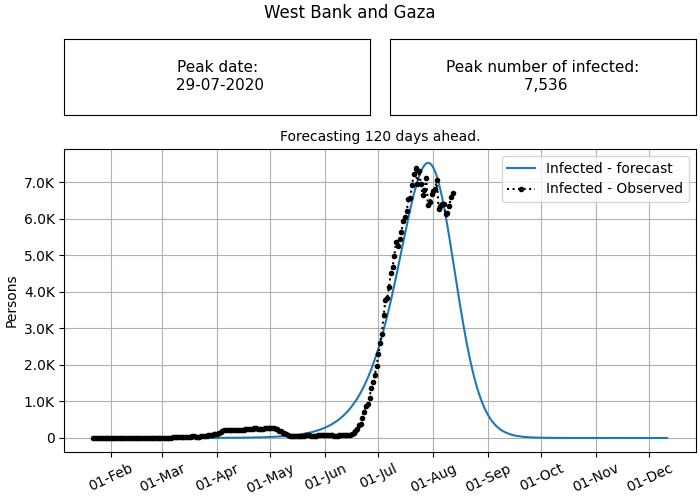 West Bank and Gaza
Peak date:
29-07-2020
Peak number of infected:
7,536
Forecasting 120 days ahead.
Infected - forecast
Infected - Observed
Persons
7.0K
6.0K
5.0K
4.0K
3.0K
2.0K
1.0K
0
01-Feb
01-Mar
01-Apr
01-May
01-Jun
01-Jul
01-Aug
01-Sep
01-Oct
01-Nov
01-Dec